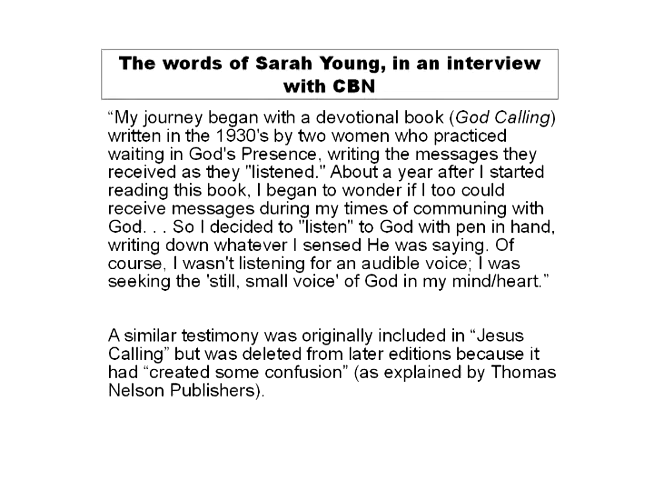 The words of Sarah Young, in an interview
with CBN
“My journey began with a devotional book (God Calling)
written in the 1930's by two women who practiced
waiting in God's Presence, writing the messages they
received as they "listened." About a year after I started
reading this book, I began to wonder if I too could
receive messages during my times of communing with
God. . . So I decided to "listen" to God with pen in hand,
writing down whatever I sensed He was saying. Of
course, I wasn't listening for an audible voice; I was
seeking the 'still, small voice' of God in my mind/heart.”
A similar testimony was originally included in “Jesus
Calling” but was deleted from later editions because it
had “created some confusion” (as explained by Thomas
Nelson Publishers).